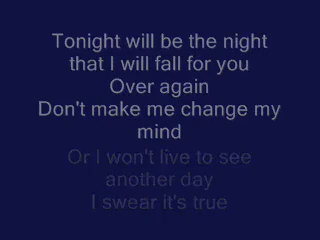 Tonight will be the night
that I will fall for you
Over again
Don't make me change my
mind
Or I won't live to see
another day
I swear it's true